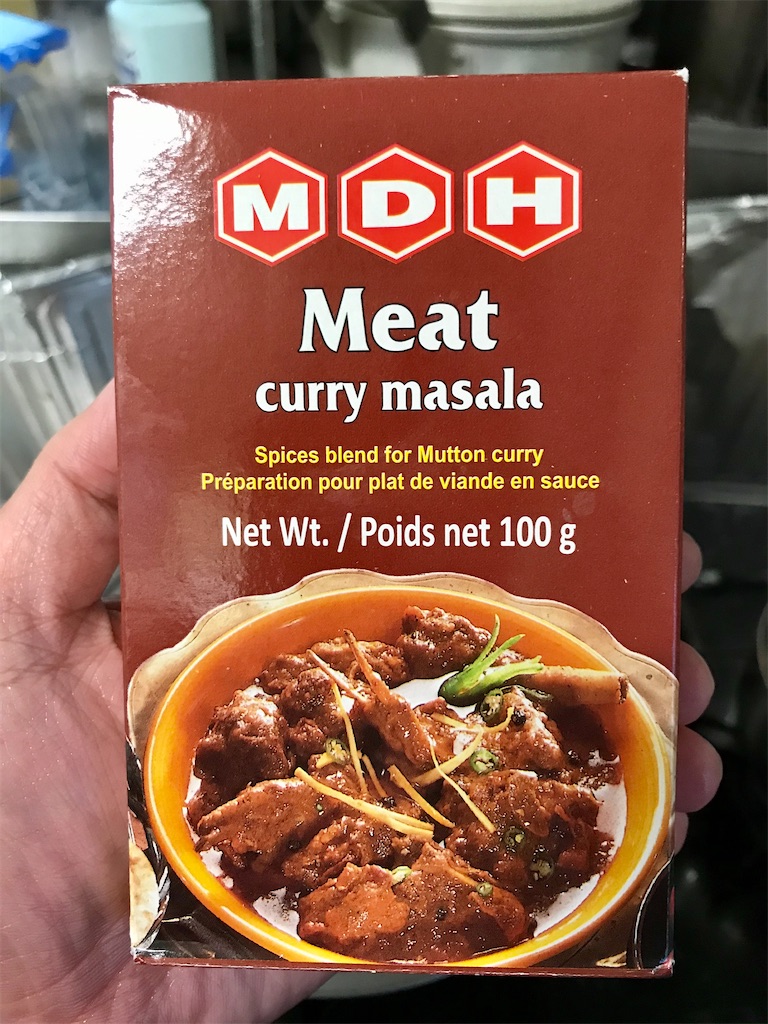 MDH
Meat
curry masala
Spices blend for Mutton curry
Préparation pour plat de viande en sauce
Net Wt. / Poids net 100 g